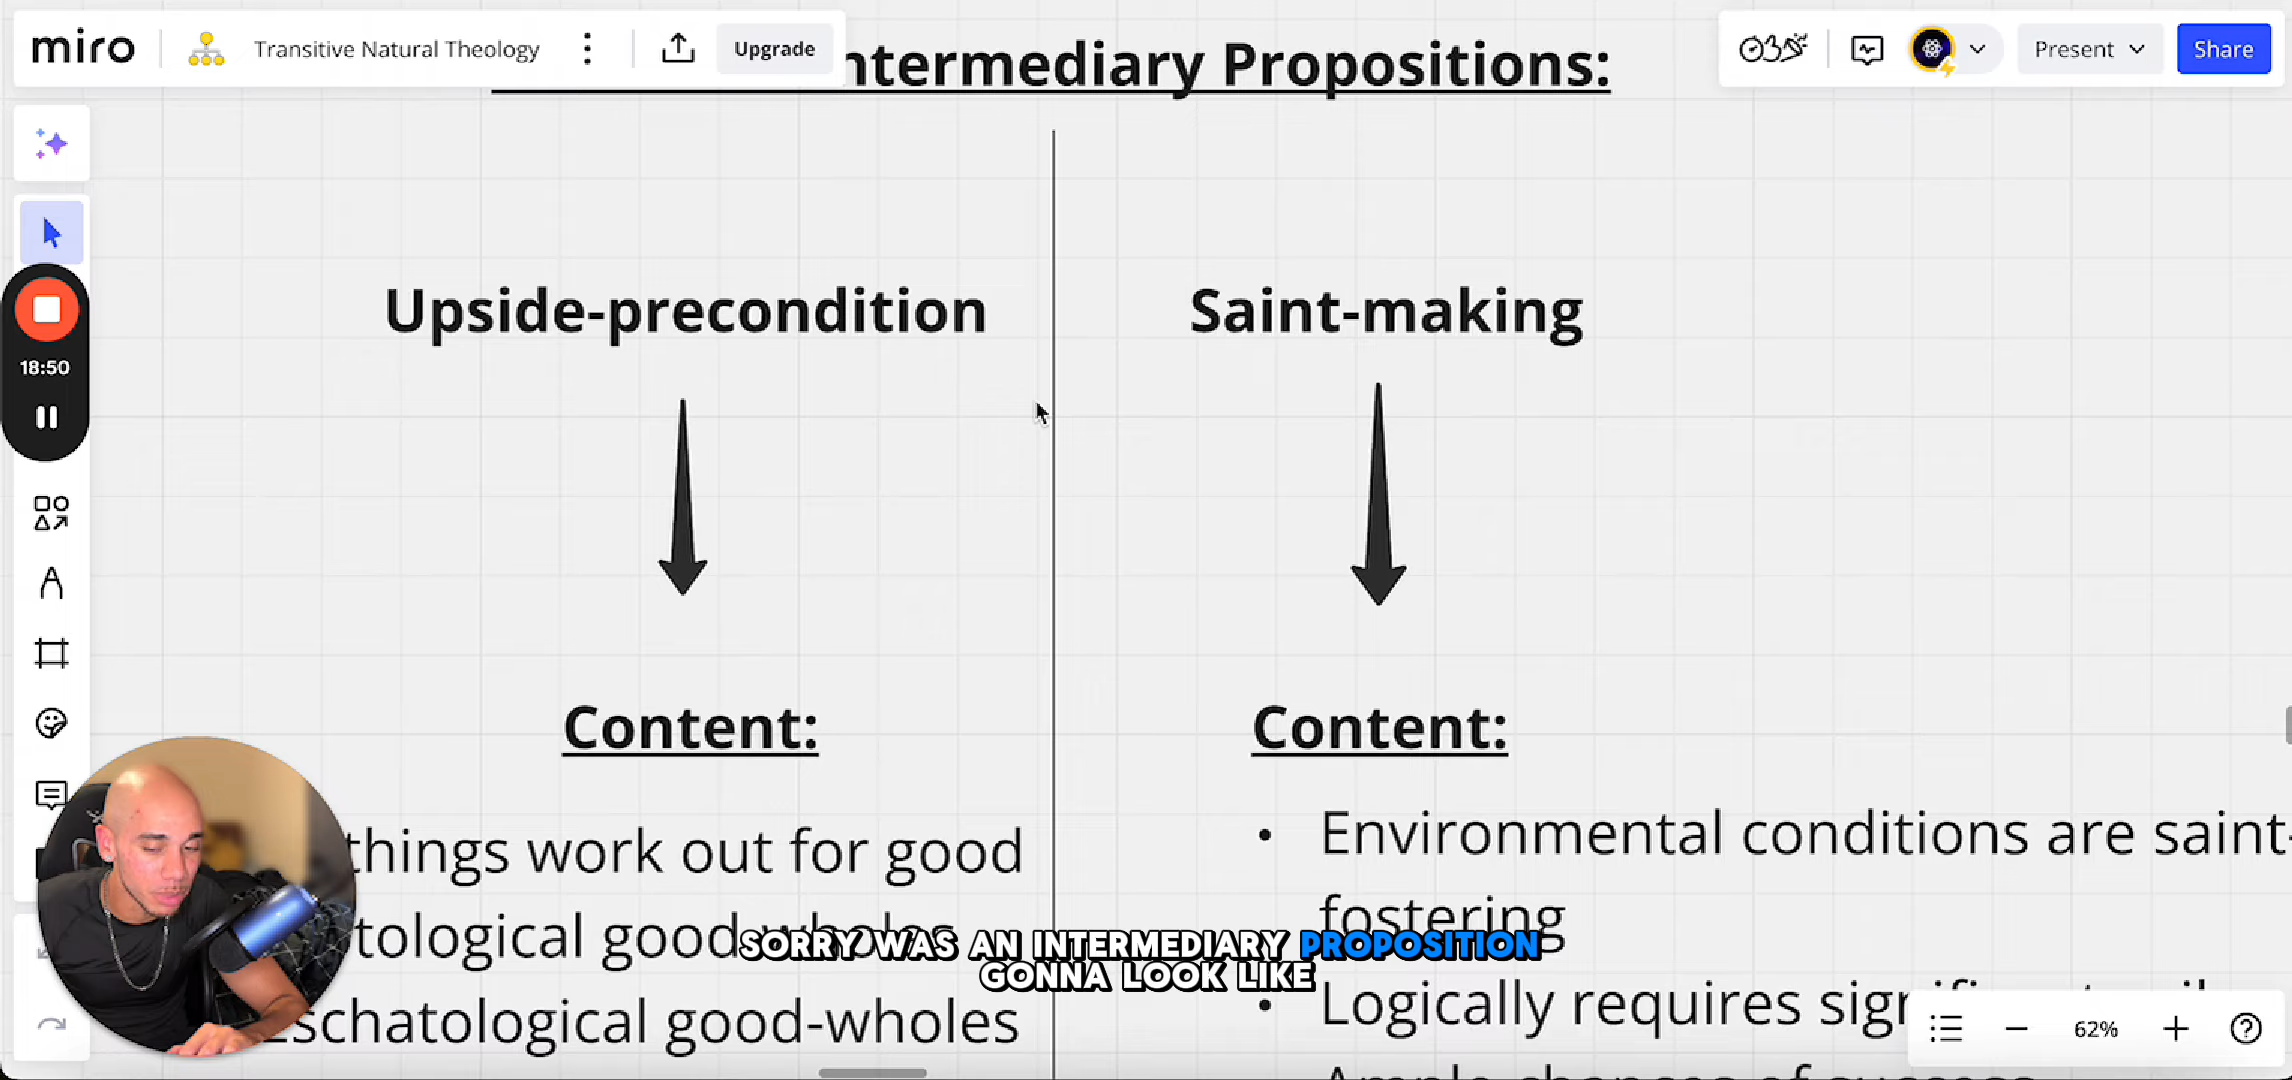 miro
Transitive Natural Theology
Upgrade
ntermediary Propositions:
Present
Share
Upside-precondition
Saint-making
18:50
Content:
Content:
things work out for good
Environmental conditions are saint-
fostering
tological good-wholes
SORRY WAS AN INTERMEDIARY PROPOSITION
GONNA LOOK LIKE
Logically requires
schatological good-wholes
62%